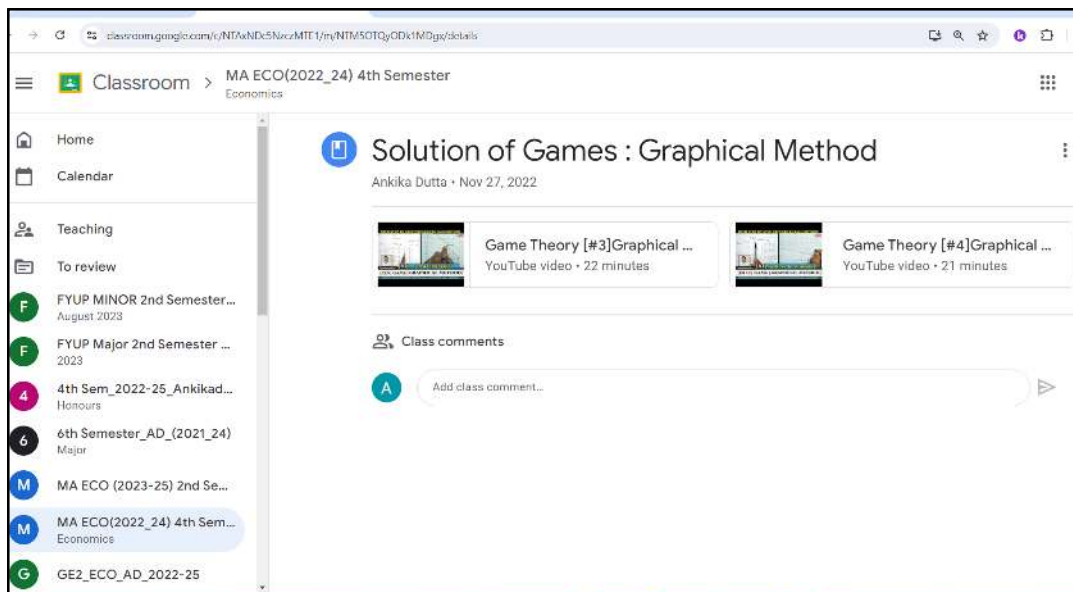 Classroom > MA ECO(2022_24) 4th Semester
Economics
Home
Calendar
Teaching
To review
F FYUP MINOR 2nd Semester...
August 2023
F FYUP Major 2nd Semester ...
2023
4 4th Sem_2022-25_Ankikad...
Honours
6 6th Semester_AD_(2021_24)
Major
M MA ECO (2023-25) 2nd Se...
M MA ECO(2022_24) 4th Sem...
Economics
G GE2_ECO_AD_2022-25
Solution of Games : Graphical Method
Ankika Dutta • Nov 27, 2022
Game Theory [#3]Graphical ...
YouTube video • 22 minutes
Game Theory [#4]Graphical ...
YouTube video • 21 minutes
Class comments
A Add class comment...